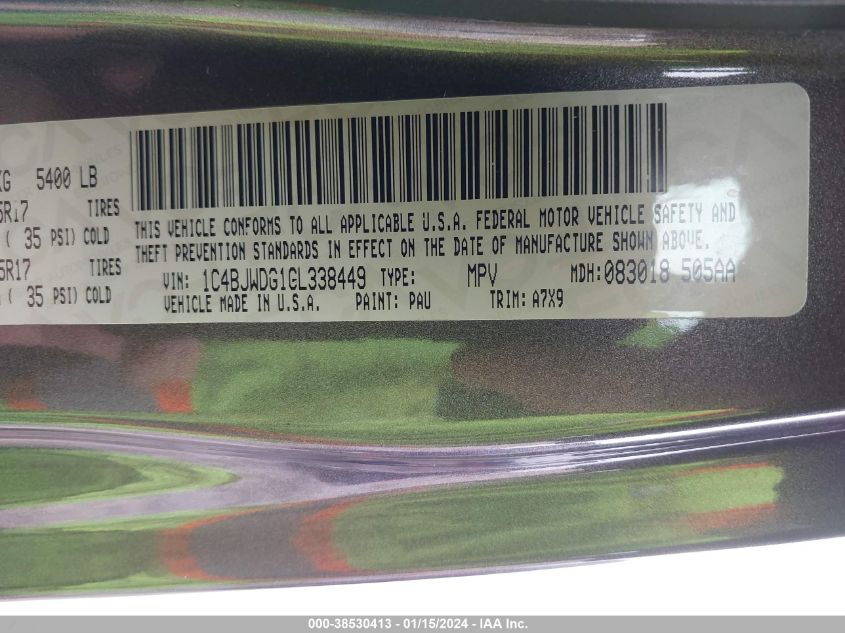 KG 5400 LB
5R17 TIRES
( 35 PSI) COLD
5R17 TIRES
( 35 PSI) COLD
THIS VEHICLE CONFORMS TO ALL APPLICABLE U.S.A. FEDERAL MOTOR VEHICLE SAFETY AND
THEFT PREVENTION STANDARDS IN EFFECT ON THE DATE OF MANUFACTURE SHOWN ABOVE.
VIN: 1C4BJWDG1GL338449 TYPE: MPV MDH:083018 505AA
VEHICLE MADE IN U.S.A. PAINT: PAU TRIM: A7X9
000-38530413 - 01/15/2024 - IAA Inc.